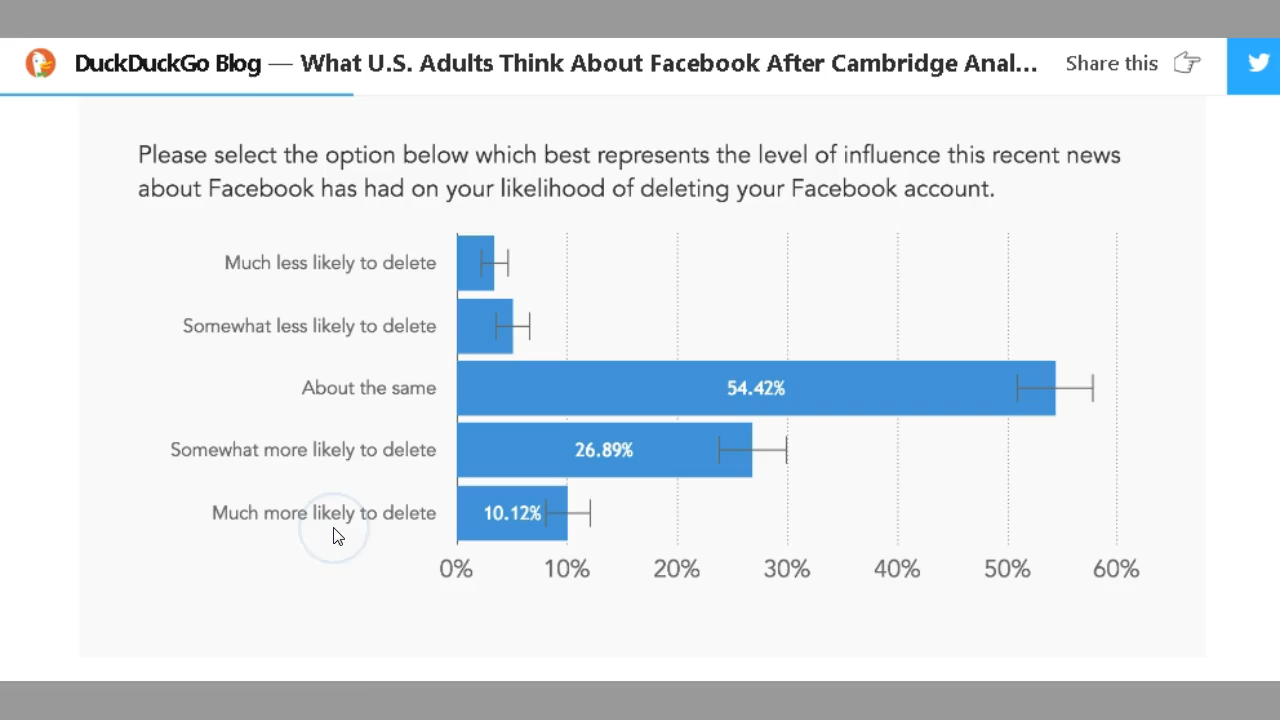 DuckDuckGo Blog — What U.S. Adults Think About Facebook After Cambridge Anal... Share this
Please select the option below which best represents the level of influence this recent news
about Facebook has had on your likelihood of deleting your Facebook account.
Much less likely to delete
Somewhat less likely to delete
About the same 54.42%
Somewhat more likely to delete 26.89%
Much more likely to delete 10.12%
0% 10% 20% 30% 40% 50% 60%